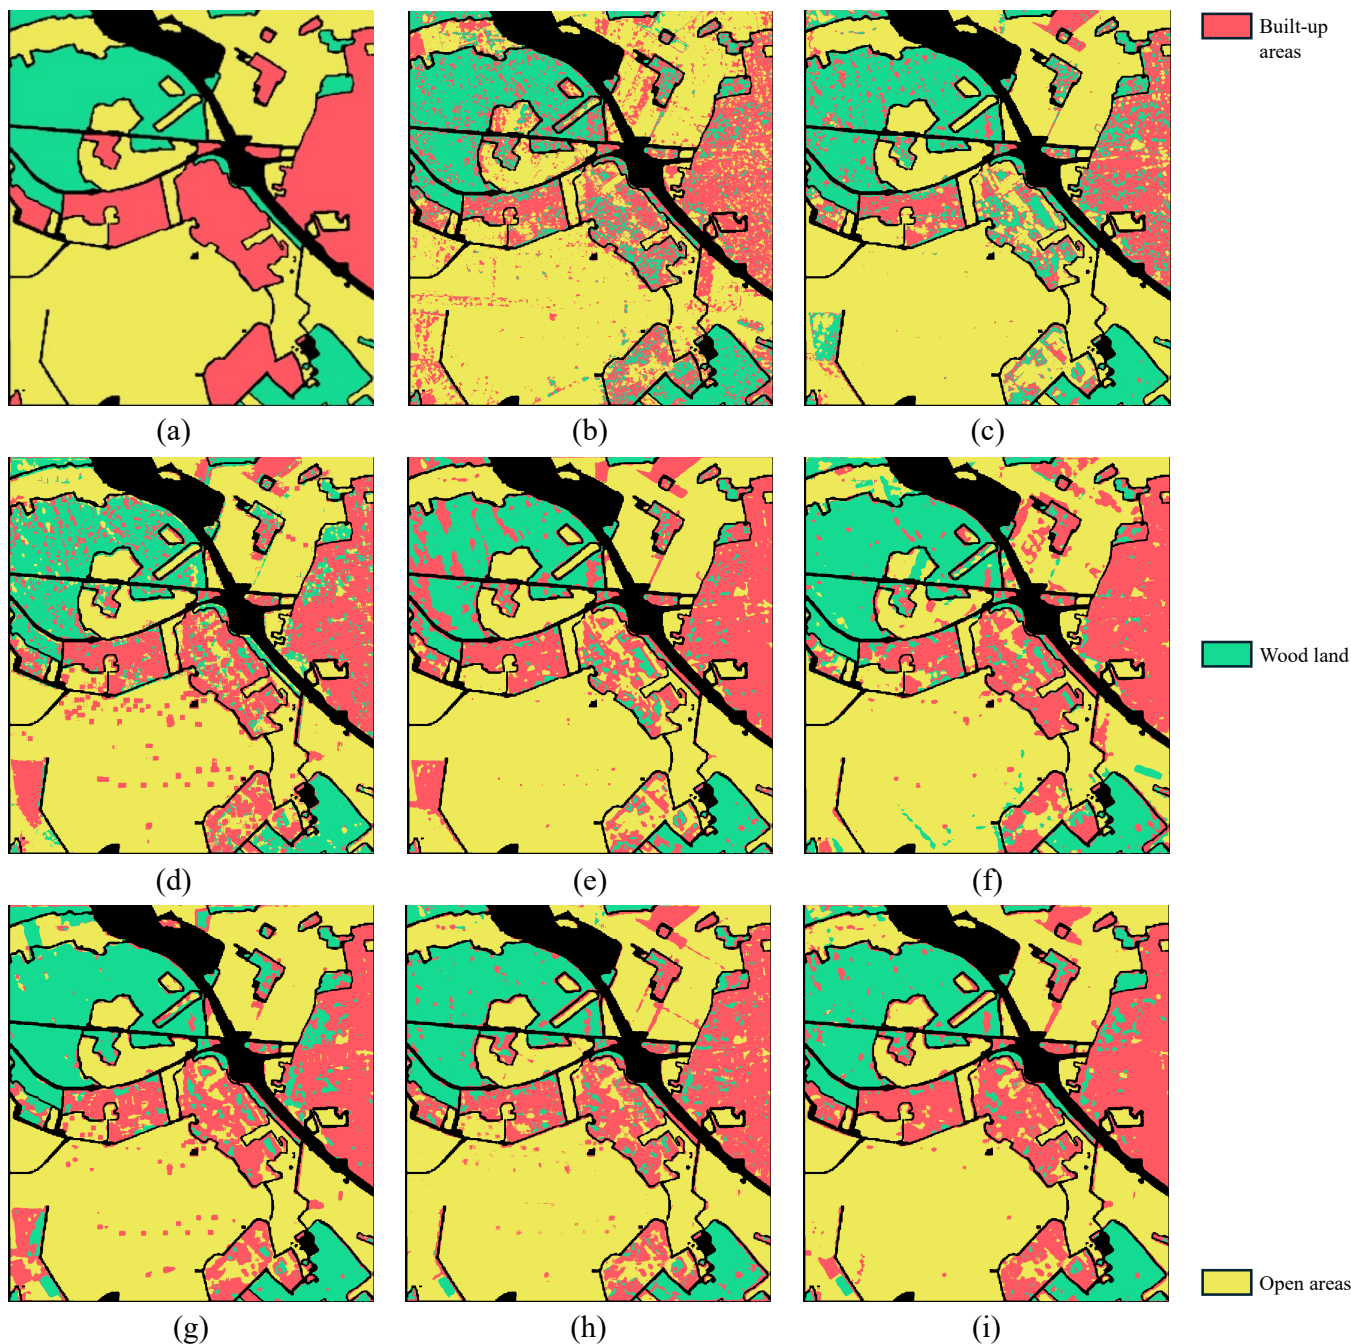 Built-up
areas
(a)
(b)
(c)
Wood land
(d)
(e)
(f)
Open areas
(g)
(h)
(i)